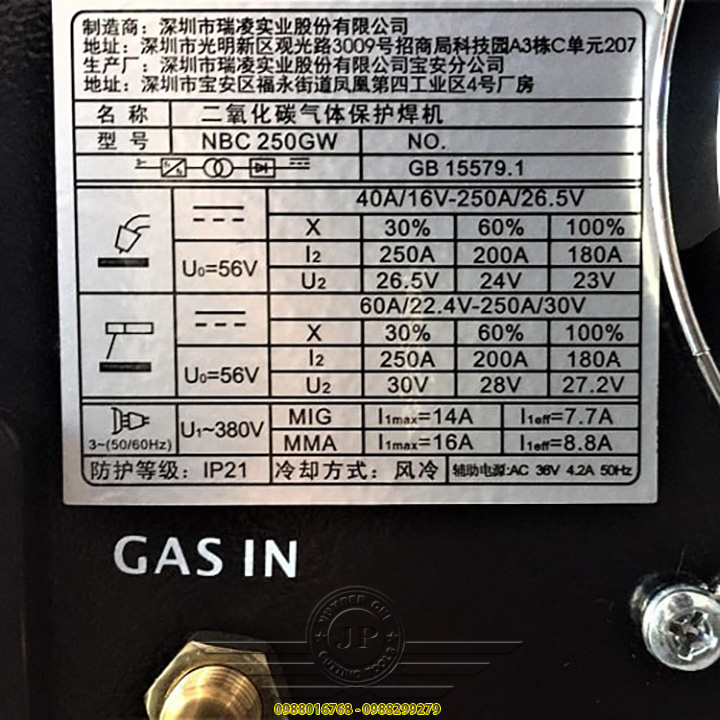 制造商：深圳市瑞凌实业股份有限公司
地址：深圳市光明新区观光路3009号招商局科技园A3栋C单元207
生产厂：深圳市瑞凌实业股份有限公司宝安分公司
地址：深圳市宝安区福永街道凤凰第四工业区4号厂房
名 称 二氧化碳气体保护焊机
型 号 NBC 250GW NO.
GB 15579.1
40A/16V-250A/26.5V
X 30% 60% 100%
I2 250A 200A 180A
U0=56V
U2 26.5V 24V 23V
60A/22.4V-250A/30V
X 30% 60% 100%
I2 250A 200A 180A
U0=56V
U2 30V 28V 27.2V
3~(50/60Hz) U1~380V MIG I1max=14A I1eff=7.7A
MMA I1max=16A I1eff=8.8A
防护等级：IP21 冷却方式：风冷 辅助电源:AC 36V 4.2A 50Hz
GAS IN
JP
0988016768 - 0988299279